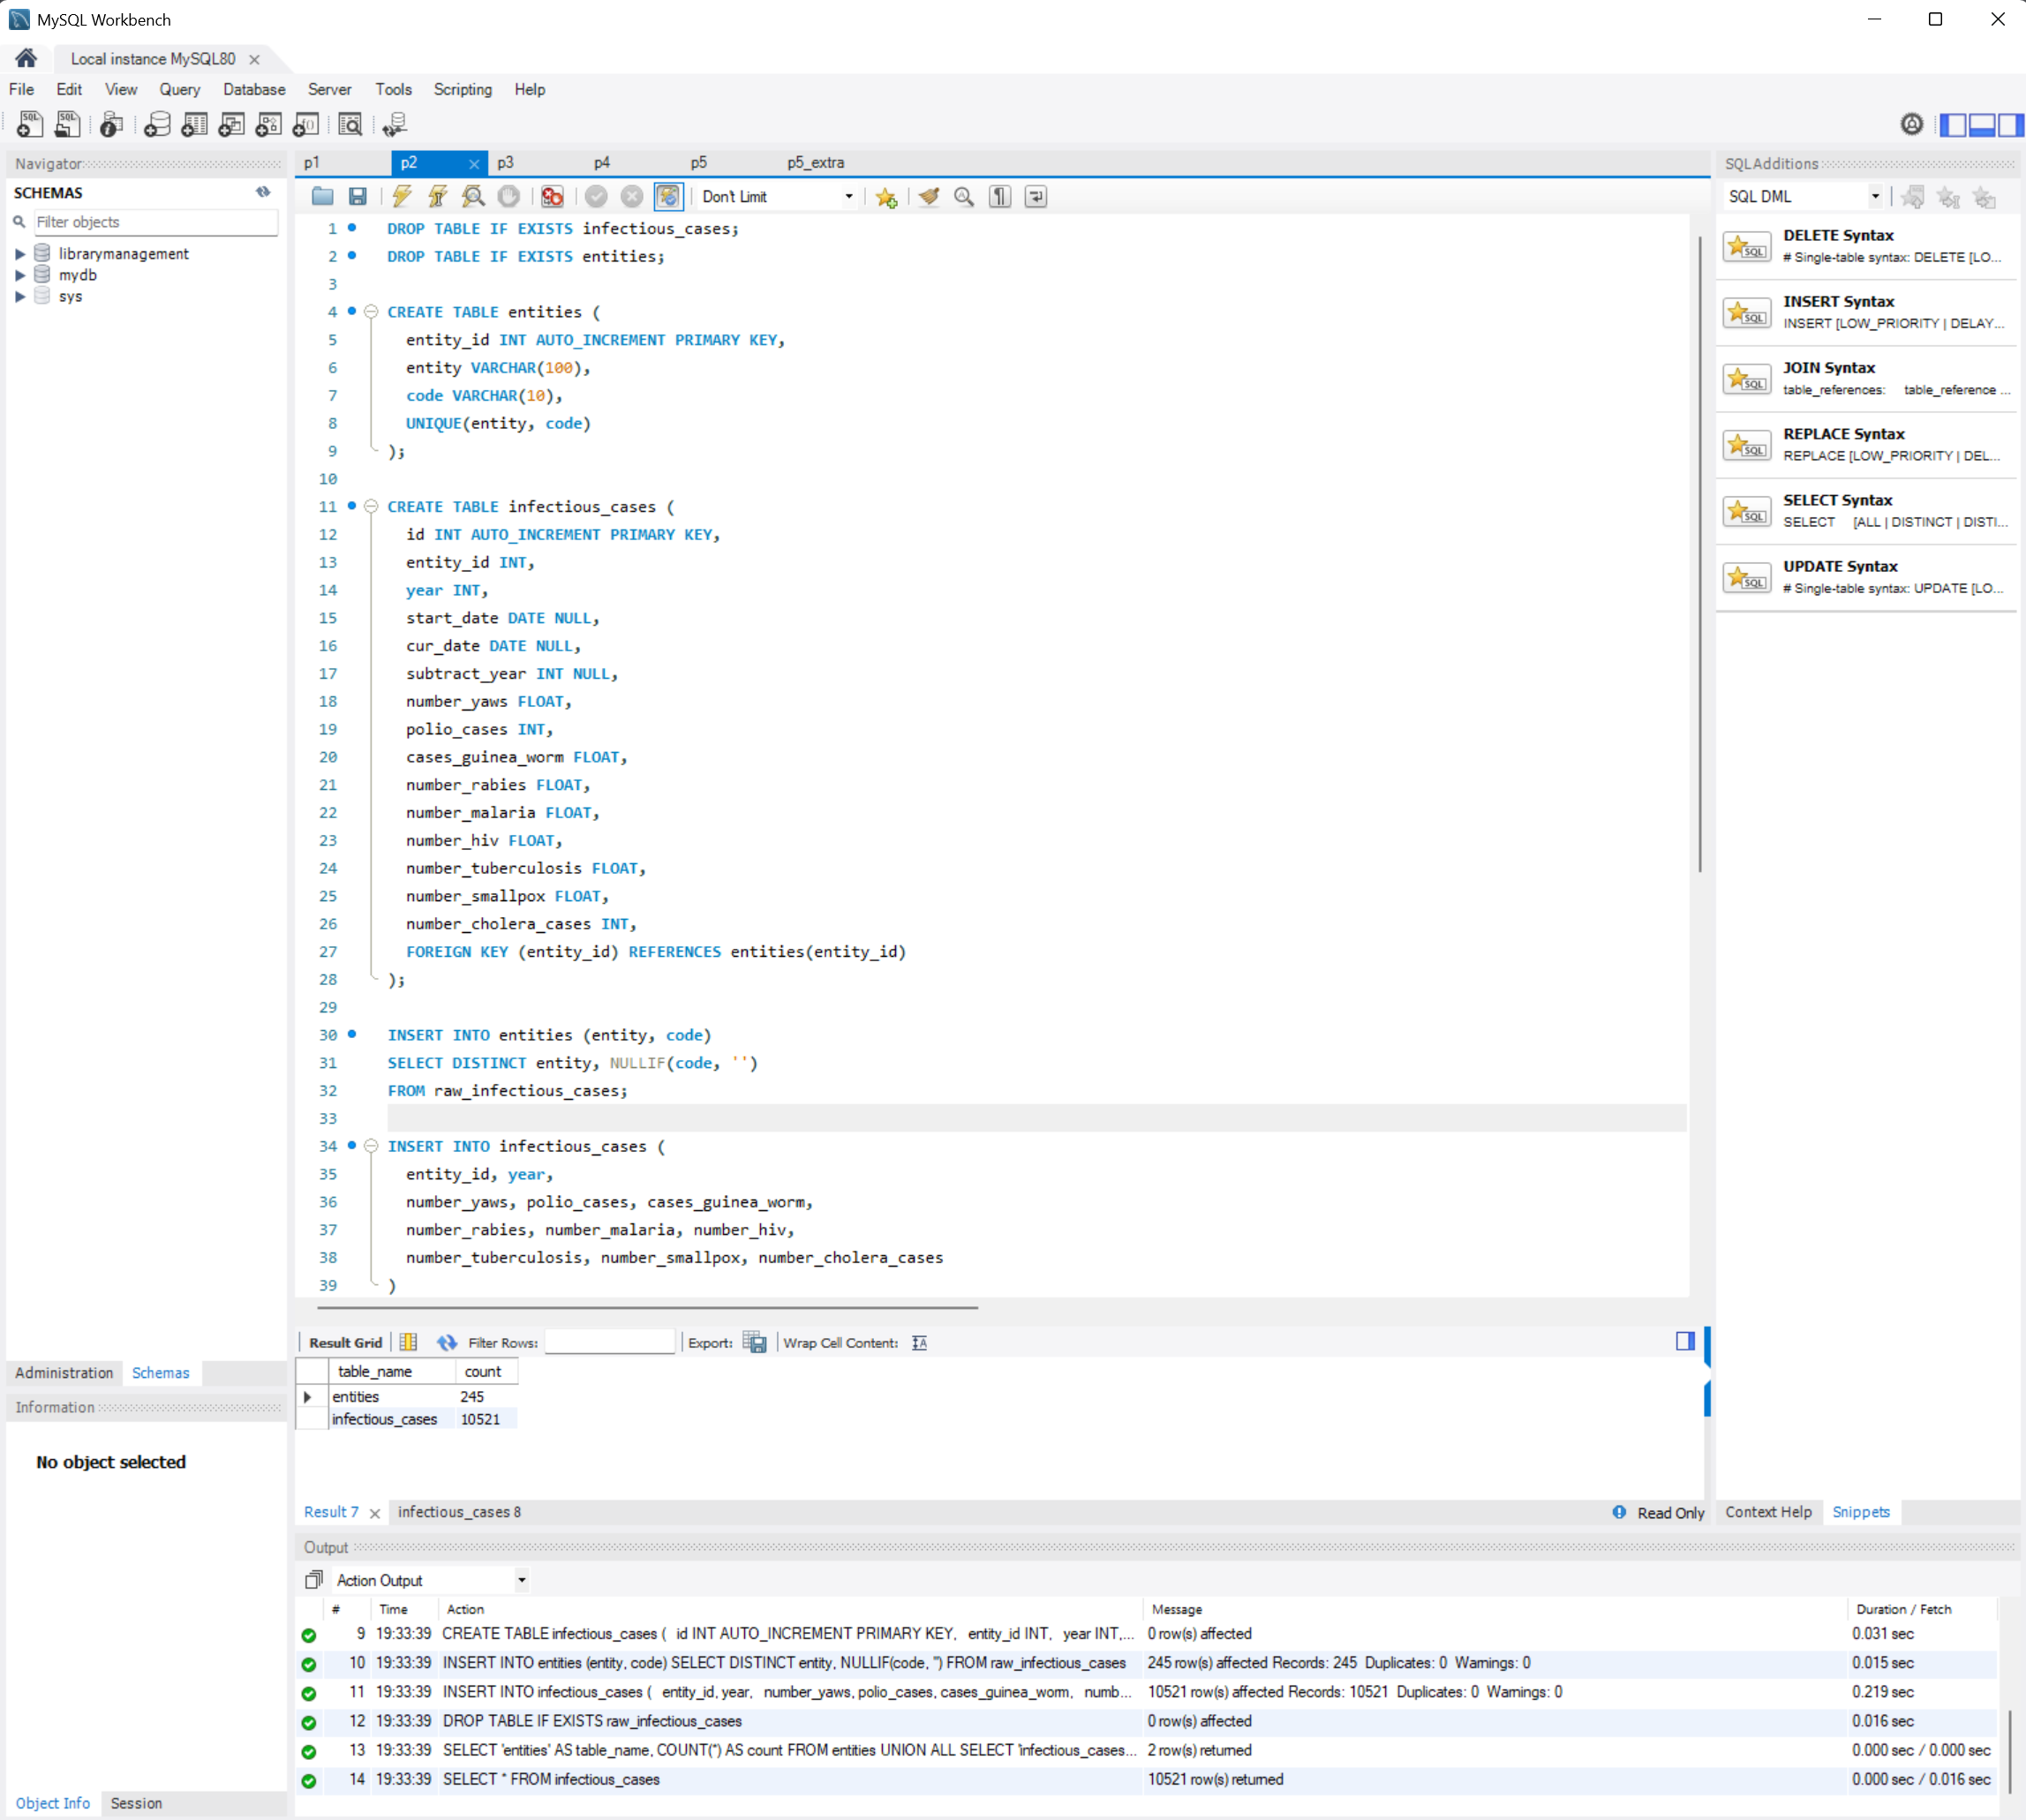 MySQL Workbench
Local instance MySQL80
File Edit View Query Database Server Tools Scripting Help
Navigator
SCHEMAS
Filter objects
librarymanagement
mydb
sys
Administration Schemas
Information
No object selected
Object Info Session
p1 p2 p3 p4 p5 p5_extra
Don't Limit
1 DROP TABLE IF EXISTS infectious_cases;
2 DROP TABLE IF EXISTS entities;
3
4 CREATE TABLE entities (
5 entity_id INT AUTO_INCREMENT PRIMARY KEY,
6 entity VARCHAR(100),
7 code VARCHAR(10),
8 UNIQUE(entity, code)
9 );
10
11 CREATE TABLE infectious_cases (
12 id INT AUTO_INCREMENT PRIMARY KEY,
13 entity_id INT,
14 year INT,
15 start_date DATE NULL,
16 cur_date DATE NULL,
17 subtract_year INT NULL,
18 number_yaws FLOAT,
19 polio_cases INT,
20 cases_guinea_worm FLOAT,
21 number_rabies FLOAT,
22 number_malaria FLOAT,
23 number_hiv FLOAT,
24 number_tuberculosis FLOAT,
25 number_smallpox FLOAT,
26 number_cholera_cases INT,
27 FOREIGN KEY (entity_id) REFERENCES entities(entity_id)
28 );
29
30 INSERT INTO entities (entity, code)
31 SELECT DISTINCT entity, NULLIF(code, '')
32 FROM raw_infectious_cases;
33
34 INSERT INTO infectious_cases (
35 entity_id, year,
36 number_yaws, polio_cases, cases_guinea_worm,
37 number_rabies, number_malaria, number_hiv,
38 number_tuberculosis, number_smallpox, number_cholera_cases
39 )
Result Grid Filter Rows: Export: Wrap Cell Content:
table_name count
entities 245
infectious_cases 10521
Result 7 infectious_cases 8 Read Only
SQLAdditions
SQL DML
DELETE Syntax
# Single-table syntax: DELETE [LO...
INSERT Syntax
INSERT [LOW_PRIORITY | DELAY...
JOIN Syntax
table_references: table_reference ...
REPLACE Syntax
REPLACE [LOW_PRIORITY | DEL...
SELECT Syntax
SELECT [ALL | DISTINCT | DISTI...
UPDATE Syntax
# Single-table syntax: UPDATE [LO...
Context Help Snippets
Output
Action Output
# Time Action Message Duration / Fetch
9 19:33:39 CREATE TABLE infectious_cases ( id INT AUTO_INCREMENT PRIMARY KEY, entity_id INT, year INT,... 0 row(s) affected 0.031 sec
10 19:33:39 INSERT INTO entities (entity, code) SELECT DISTINCT entity, NULLIF(code, '') FROM raw_infectious_cases 245 row(s) affected Records: 245 Duplicates: 0 Warnings: 0 0.015 sec
11 19:33:39 INSERT INTO infectious_cases ( entity_id, year, number_yaws, polio_cases, cases_guinea_worm, numb... 10521 row(s) affected Records: 10521 Duplicates: 0 Warnings: 0 0.219 sec
12 19:33:39 DROP TABLE IF EXISTS raw_infectious_cases 0 row(s) affected 0.016 sec
13 19:33:39 SELECT 'entities' AS table_name, COUNT(*) AS count FROM entities UNION ALL SELECT 'infectious_cases... 2 row(s) returned 0.000 sec / 0.000 sec
14 19:33:39 SELECT * FROM infectious_cases 10521 row(s) returned 0.000 sec / 0.016 sec